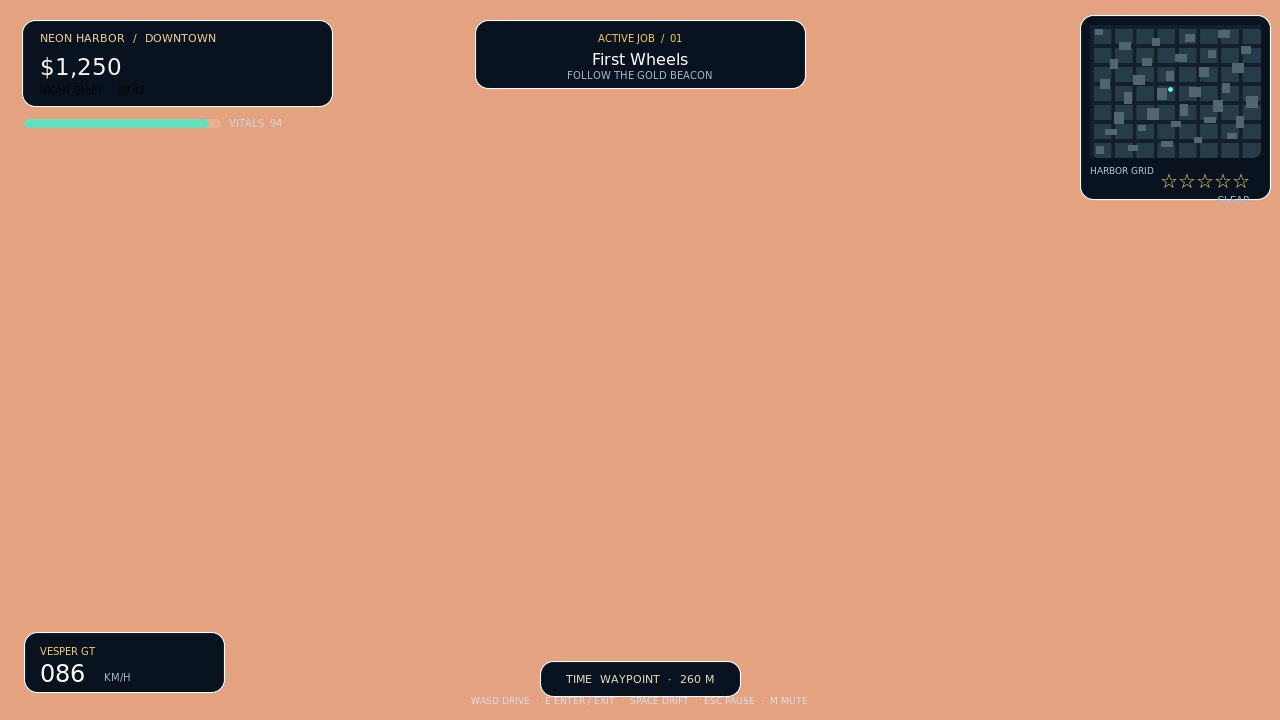 NEON HARBOR / DOWNTOWN
$1,250
NIGHT SHIFT · 20:42
VITALS 94
ACTIVE JOB / 01
First Wheels
FOLLOW THE GOLD BEACON
HARBOR GRID
☆☆☆☆☆
CLEAR
VESPER GT
086 KM/H
TIME WAYPOINT · 260 M
WASD DRIVE · E ENTER / EXIT · SPACE DRIFT · ESC PAUSE · M MUTE